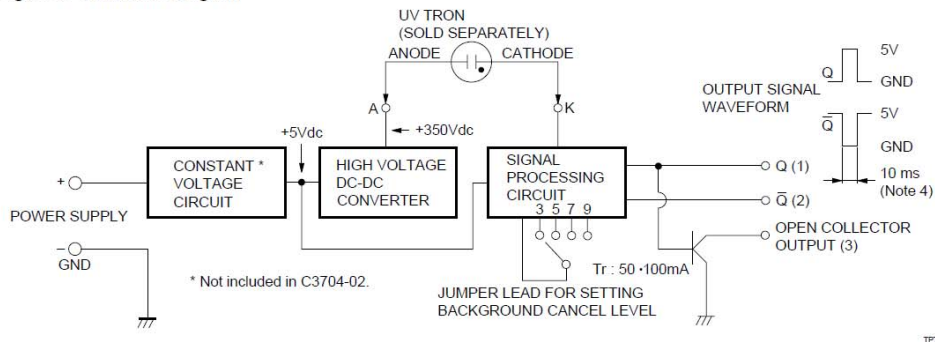 UV TRON
(SOLD SEPARATELY)
ANODE
CATHODE
A
K
+5Vdc
+350Vdc
OUTPUT SIGNAL
WAVEFORM
Q
5V
GND
Q̅
5V
GND
10 ms
(Note 4)
+
POWER SUPPLY
−
GND
CONSTANT *
VOLTAGE
CIRCUIT
HIGH VOLTAGE
DC-DC
CONVERTER
SIGNAL
PROCESSING
CIRCUIT
3 5 7 9
Q (1)
Q̅ (2)
OPEN COLLECTOR
OUTPUT (3)
Tr : 50 •100mA
* Not included in C3704-02.
JUMPER LEAD FOR SETTING
BACKGROUND CANCEL LEVEL